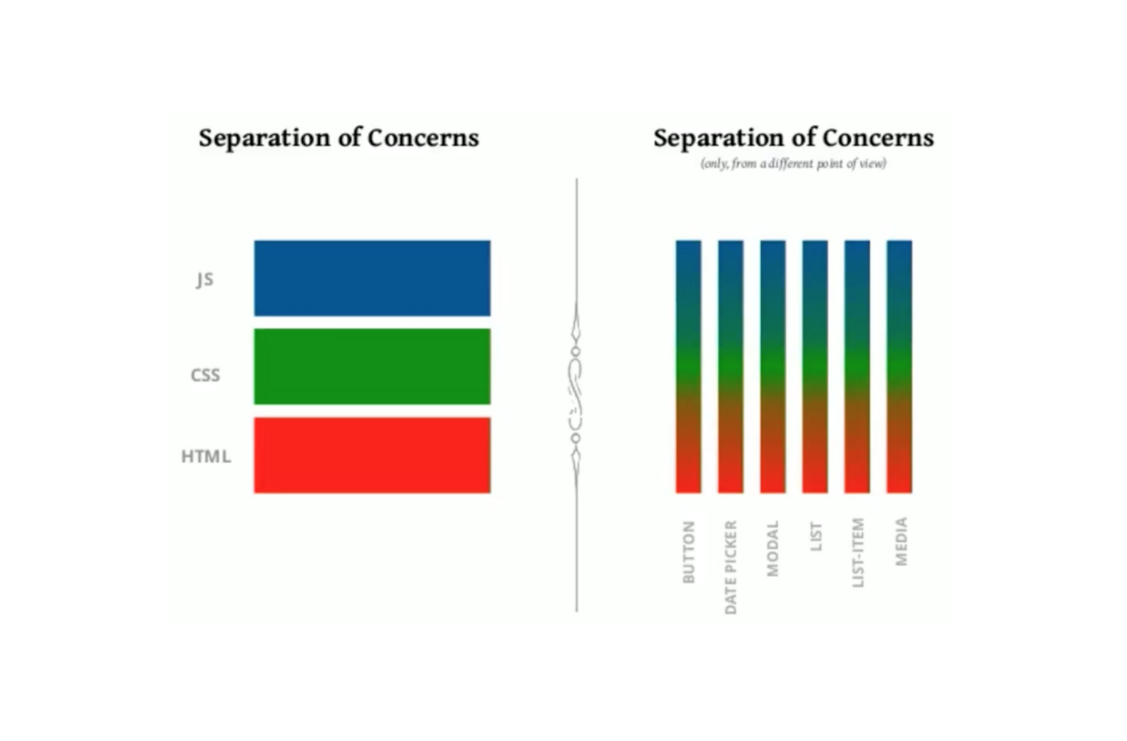 Separation of Concerns
JS
CSS
HTML
Separation of Concerns
(only, from a different point of view)
BUTTON
DATE PICKER
MODAL
LIST
LIST-ITEM
MEDIA